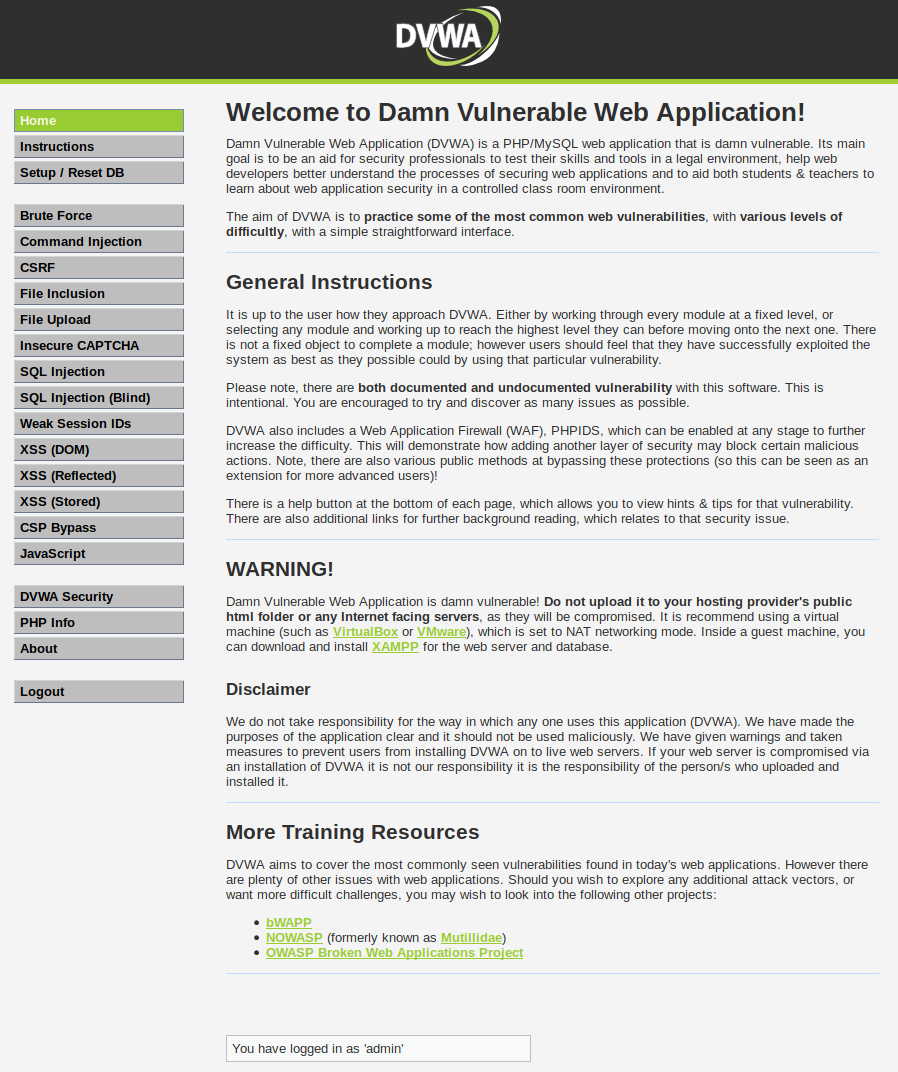 DVWA
Home
Instructions
Setup / Reset DB
Brute Force
Command Injection
CSRF
File Inclusion
File Upload
Insecure CAPTCHA
SQL Injection
SQL Injection (Blind)
Weak Session IDs
XSS (DOM)
XSS (Reflected)
XSS (Stored)
CSP Bypass
JavaScript
DVWA Security
PHP Info
About
Logout
Welcome to Damn Vulnerable Web Application!
Damn Vulnerable Web Application (DVWA) is a PHP/MySQL web application that is damn vulnerable. Its main
goal is to be an aid for security professionals to test their skills and tools in a legal environment, help web
developers better understand the processes of securing web applications and to aid both students & teachers to
learn about web application security in a controlled class room environment.
The aim of DVWA is to practice some of the most common web vulnerabilities, with various levels of
difficultly, with a simple straightforward interface.
General Instructions
It is up to the user how they approach DVWA. Either by working through every module at a fixed level, or
selecting any module and working up to reach the highest level they can before moving onto the next one. There
is not a fixed object to complete a module; however users should feel that they have successfully exploited the
system as best as they possible could by using that particular vulnerability.
Please note, there are both documented and undocumented vulnerability with this software. This is
intentional. You are encouraged to try and discover as many issues as possible.
DVWA also includes a Web Application Firewall (WAF), PHPIDS, which can be enabled at any stage to further
increase the difficulty. This will demonstrate how adding another layer of security may block certain malicious
actions. Note, there are also various public methods at bypassing these protections (so this can be seen as an
extension for more advanced users)!
There is a help button at the bottom of each page, which allows you to view hints & tips for that vulnerability.
There are also additional links for further background reading, which relates to that security issue.
WARNING!
Damn Vulnerable Web Application is damn vulnerable! Do not upload it to your hosting provider's public
html folder or any Internet facing servers, as they will be compromised. It is recommend using a virtual
machine (such as VirtualBox or VMware), which is set to NAT networking mode. Inside a guest machine, you
can download and install XAMPP for the web server and database.
Disclaimer
We do not take responsibility for the way in which any one uses this application (DVWA). We have made the
purposes of the application clear and it should not be used maliciously. We have given warnings and taken
measures to prevent users from installing DVWA on to live web servers. If your web server is compromised via
an installation of DVWA it is not our responsibility it is the responsibility of the person/s who uploaded and
installed it.
More Training Resources
DVWA aims to cover the most commonly seen vulnerabilities found in today's web applications. However there
are plenty of other issues with web applications. Should you wish to explore any additional attack vectors, or
want more difficult challenges, you may wish to look into the following other projects:
• bWAPP
• NOWASP (formerly known as Mutillidae)
• OWASP Broken Web Applications Project
You have logged in as 'admin'